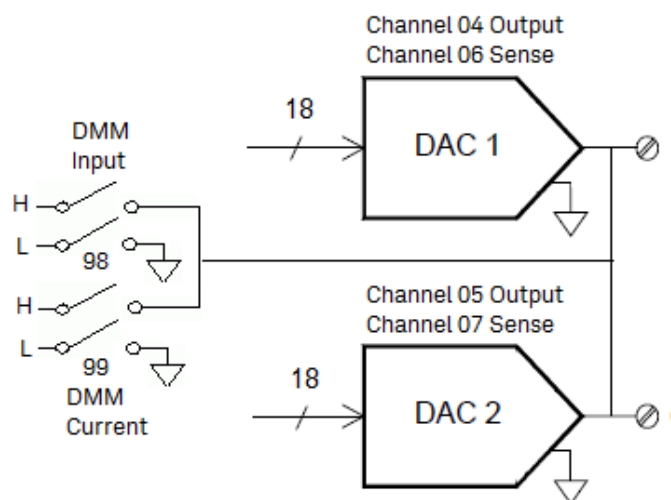 Channel 04 Output
Channel 06 Sense
18
DAC 1
DMM
Input
H
L
98
H
L
99
DMM
Current
Channel 05 Output
Channel 07 Sense
18
DAC 2